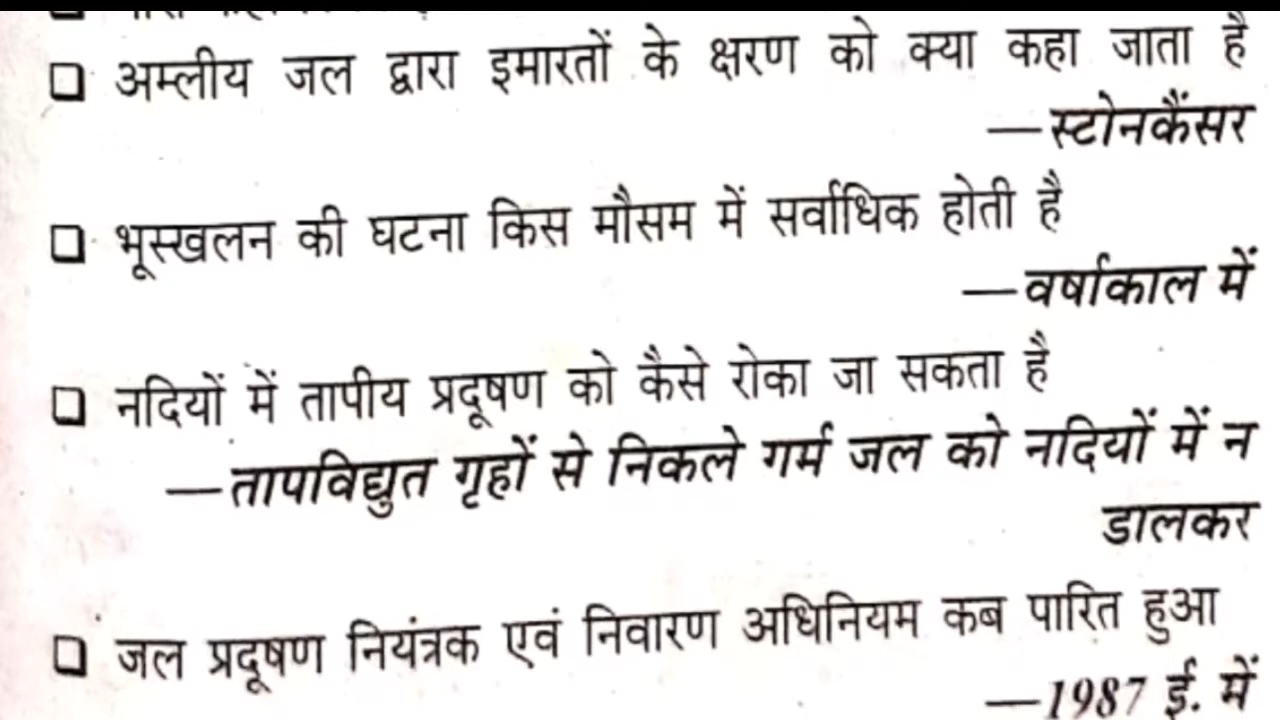 ❑ अम्लीय जल द्वारा इमारतों के क्षरण को क्या कहा जाता है
—स्टोनकैंसर
❑ भूस्खलन की घटना किस मौसम में सर्वाधिक होती है
—वर्षाकाल में
❑ नदियों में तापीय प्रदूषण को कैसे रोका जा सकता है
—तापविद्युत गृहों से निकले गर्म जल को नदियों में न
डालकर
❑ जल प्रदूषण नियंत्रक एवं निवारण अधिनियम कब पारित हुआ
—1987 ई. में